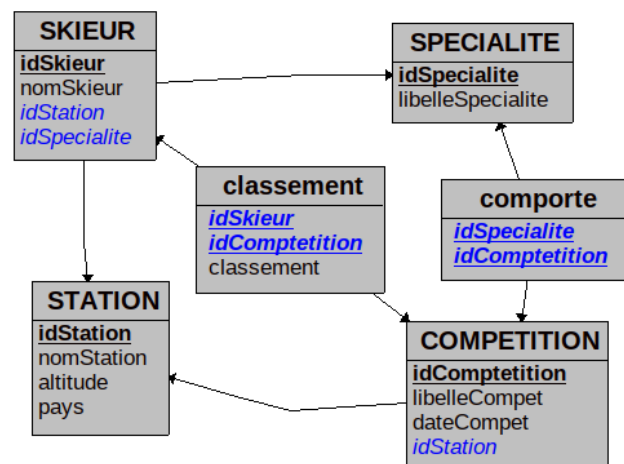 SKIEUR
idSkieur
nomSkieur
idStation
idSpecialite
SPECIALITE
idSpecialite
libelleSpecialite
classement
idSkieur
idComptetition
classement
comporte
idSpecialite
idComptetition
STATION
idStation
nomStation
altitude
pays
COMPETITION
idComptetition
libelleCompet
dateCompet
idStation